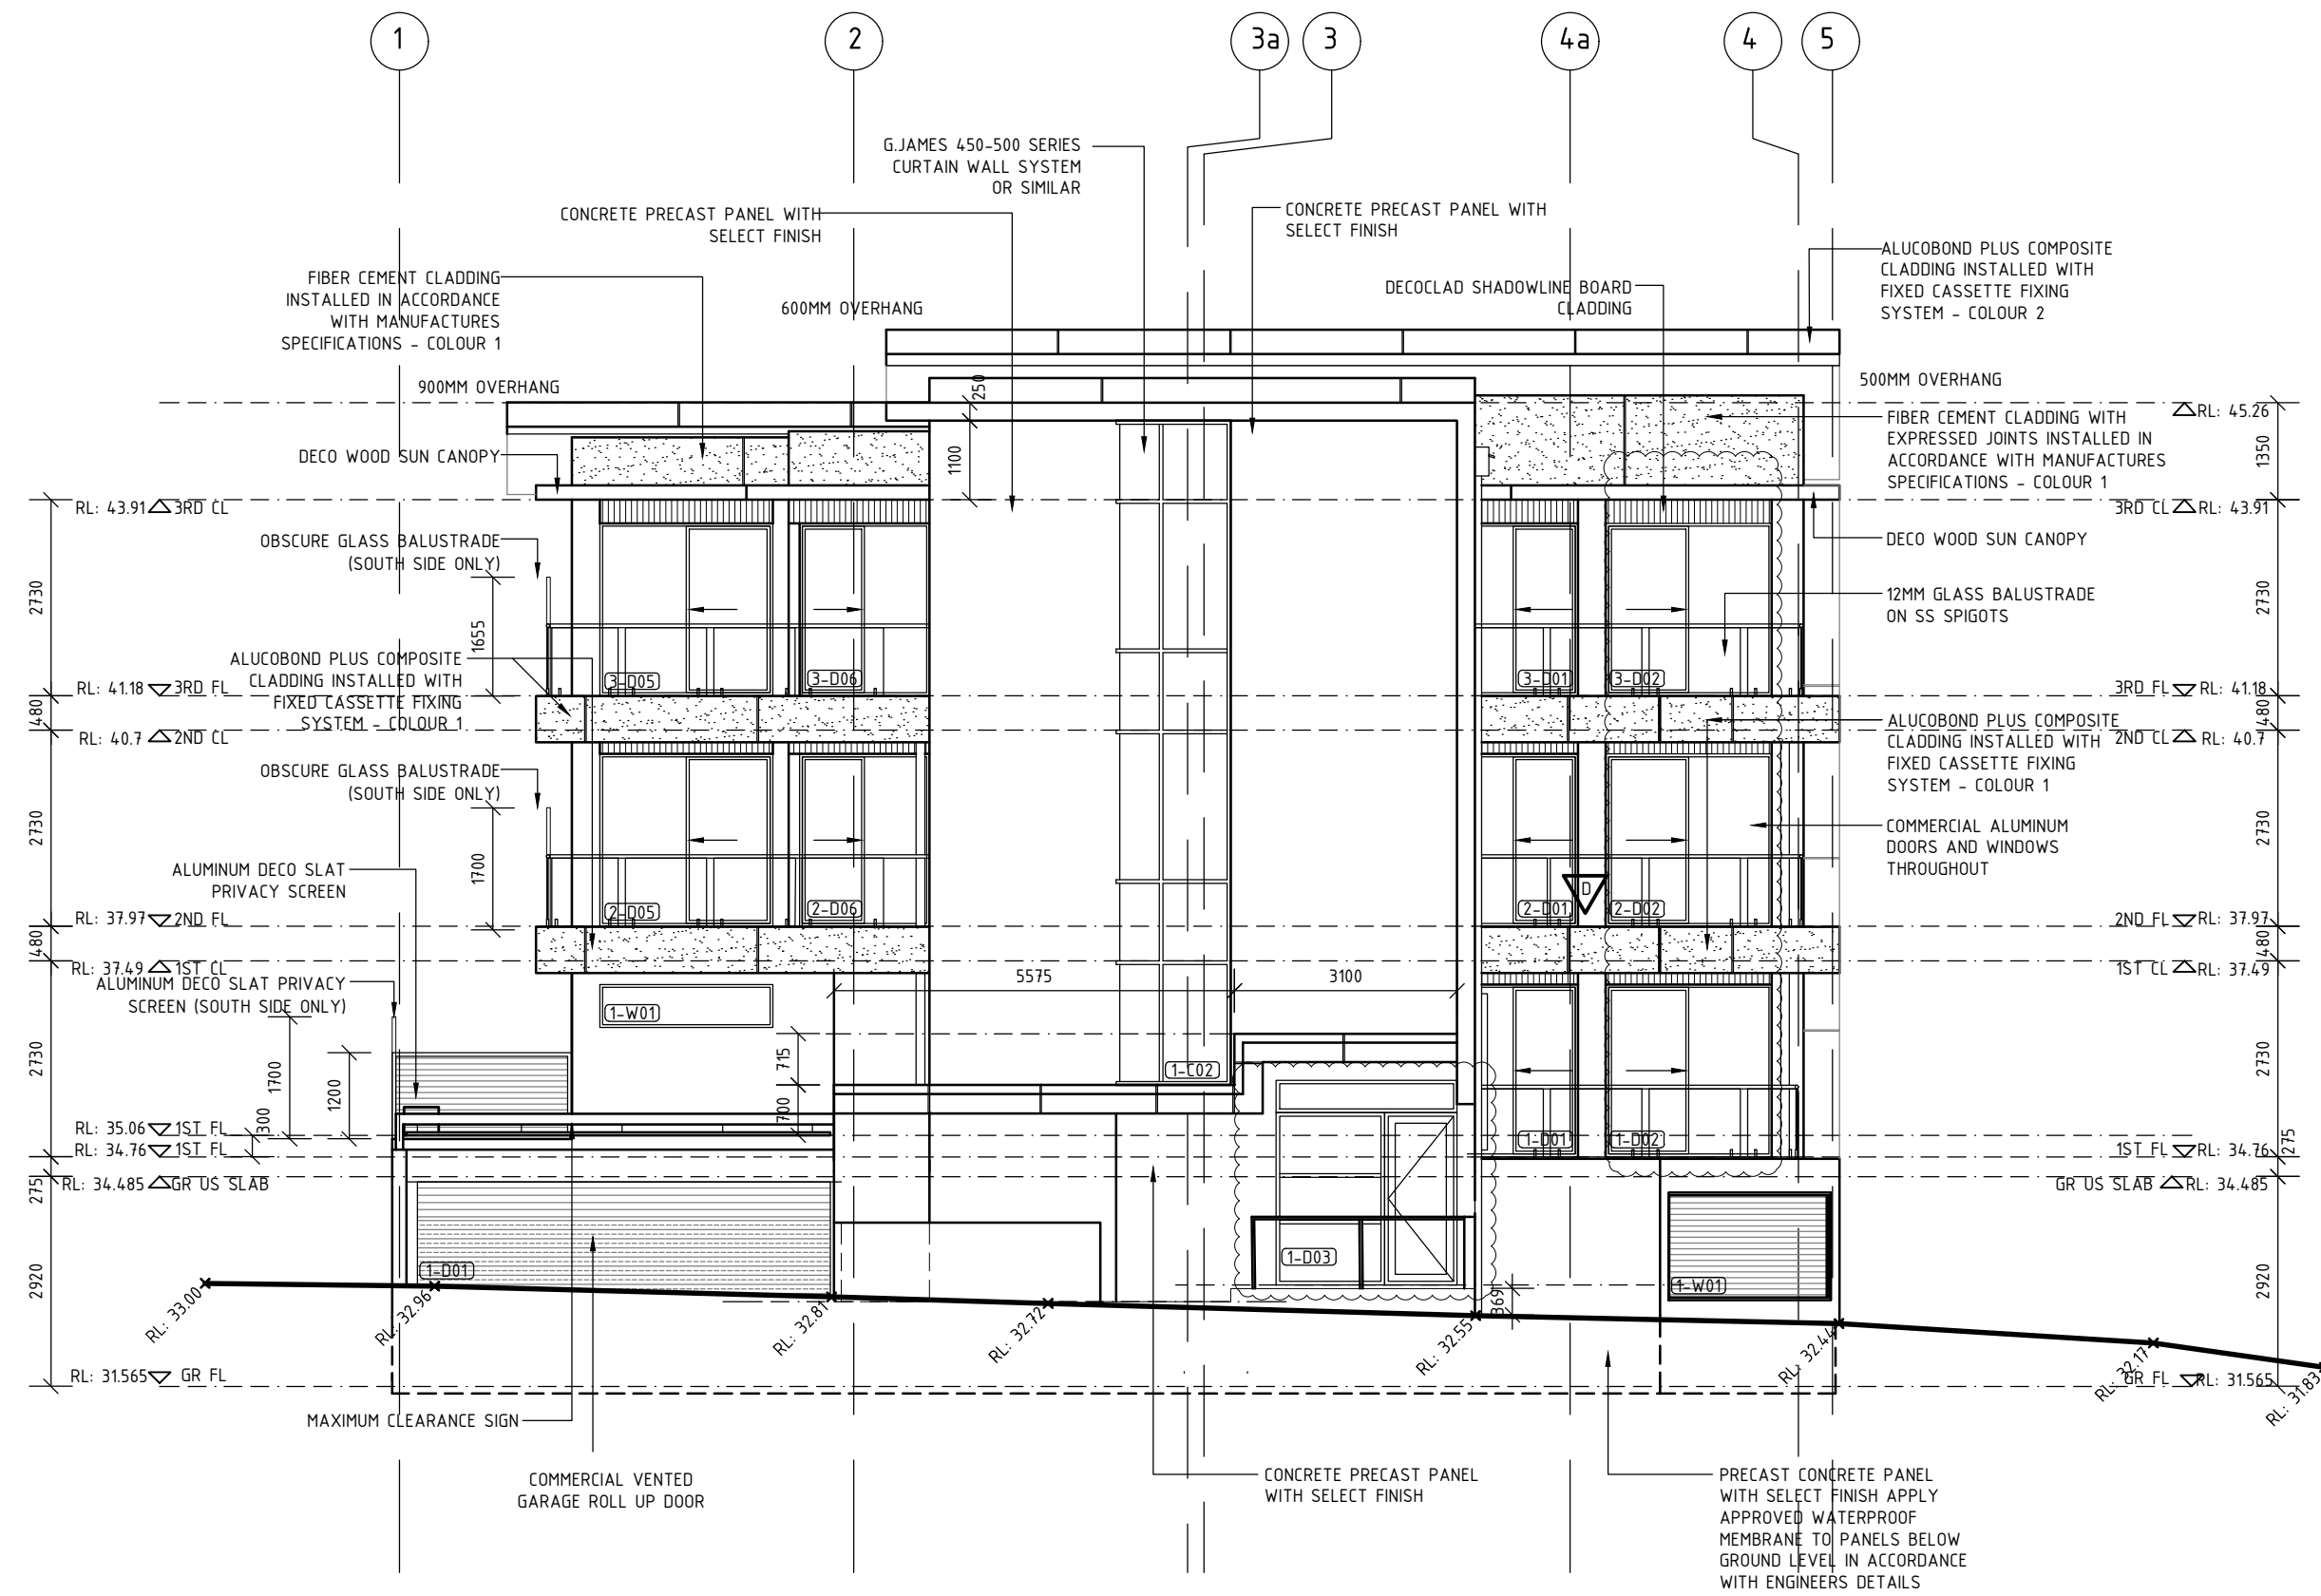 1
2
3a
3
4a
4
5
G.JAMES 450-500 SERIES
CURTAIN WALL SYSTEM
OR SIMILAR
CONCRETE PRECAST PANEL WITH
SELECT FINISH
CONCRETE PRECAST PANEL WITH
SELECT FINISH
FIBER CEMENT CLADDING
INSTALLED IN ACCORDANCE
WITH MANUFACTURES
SPECIFICATIONS - COLOUR 1
600MM OVERHANG
DECOCLAD SHADOWLINE BOARD
CLADDING
ALUCOBOND PLUS COMPOSITE
CLADDING INSTALLED WITH
FIXED CASSETTE FIXING
SYSTEM - COLOUR 2
900MM OVERHANG
500MM OVERHANG
250
1100
FIBER CEMENT CLADDING WITH
EXPRESSED JOINTS INSTALLED IN
ACCORDANCE WITH MANUFACTURES
SPECIFICATIONS - COLOUR 1
RL: 45.26
1350
DECO WOOD SUN CANOPY
RL: 43.91 3RD CL
3RD CL RL: 43.91
OBSCURE GLASS BALUSTRADE
(SOUTH SIDE ONLY)
DECO WOOD SUN CANOPY
2730
1655
12MM GLASS BALUSTRADE
ON SS SPIGOTS
2730
ALUCOBOND PLUS COMPOSITE
CLADDING INSTALLED WITH
FIXED CASSETTE FIXING
SYSTEM - COLOUR 1
3-D05
3-D06
3-D01
3-D02
RL: 41.18 3RD FL
3RD FL RL: 41.18
480
480
RL: 40.7 2ND CL
2ND CL RL: 40.7
ALUCOBOND PLUS COMPOSITE
CLADDING INSTALLED WITH
FIXED CASSETTE FIXING
SYSTEM - COLOUR 1
OBSCURE GLASS BALUSTRADE
(SOUTH SIDE ONLY)
2730
1700
2730
COMMERCIAL ALUMINUM
DOORS AND WINDOWS
THROUGHOUT
ALUMINUM DECO SLAT
PRIVACY SCREEN
D
2-D05
2-D06
2-D01
2-D02
RL: 37.97 2ND FL
2ND FL RL: 37.97
480
480
RL: 37.49 1ST CL
1ST CL RL: 37.49
ALUMINUM DECO SLAT PRIVACY
SCREEN (SOUTH SIDE ONLY)
5575
3100
1-W01
2730
1700
300
1200
715
700
1-C02
2730
RL: 35.06 1ST FL
RL: 34.76 1ST FL
1-D01
1-D02
1ST FL RL: 34.76
275
275
RL: 34.485 GR US SLAB
GR US SLAB RL: 34.485
2920
1-D01
1-D03
1-W01
369
2920
RL: 33.00
RL: 32.96
RL: 32.81
RL: 32.72
RL: 32.55
RL: 32.44
RL: 32.17
RL: 31.83
RL: 31.565 GR FL
GR FL RL: 31.565
MAXIMUM CLEARANCE SIGN
COMMERCIAL VENTED
GARAGE ROLL UP DOOR
CONCRETE PRECAST PANEL
WITH SELECT FINISH
PRECAST CONCRETE PANEL
WITH SELECT FINISH APPLY
APPROVED WATERPROOF
MEMBRANE TO PANELS BELOW
GROUND LEVEL IN ACCORDANCE
WITH ENGINEERS DETAILS